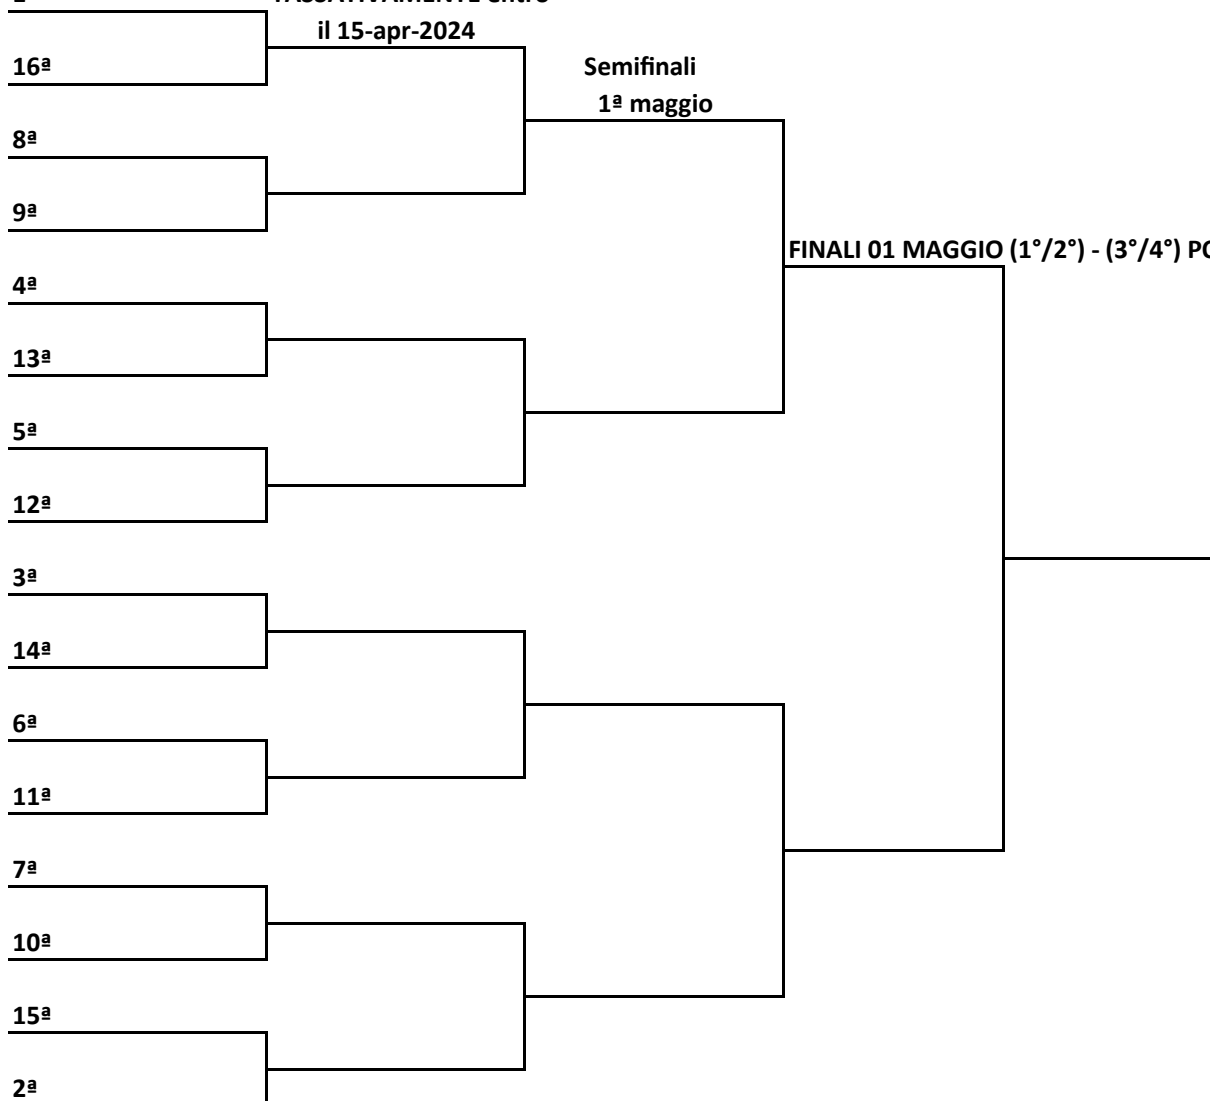 il 15-apr-2024
16ª
Semifinali
1ª maggio
8ª
9ª
FINALI 01 MAGGIO (1°/2°) - (3°/4°)
4ª
13ª
5ª
12ª
3ª
14ª
6ª
11ª
7ª
10ª
15ª
2ª